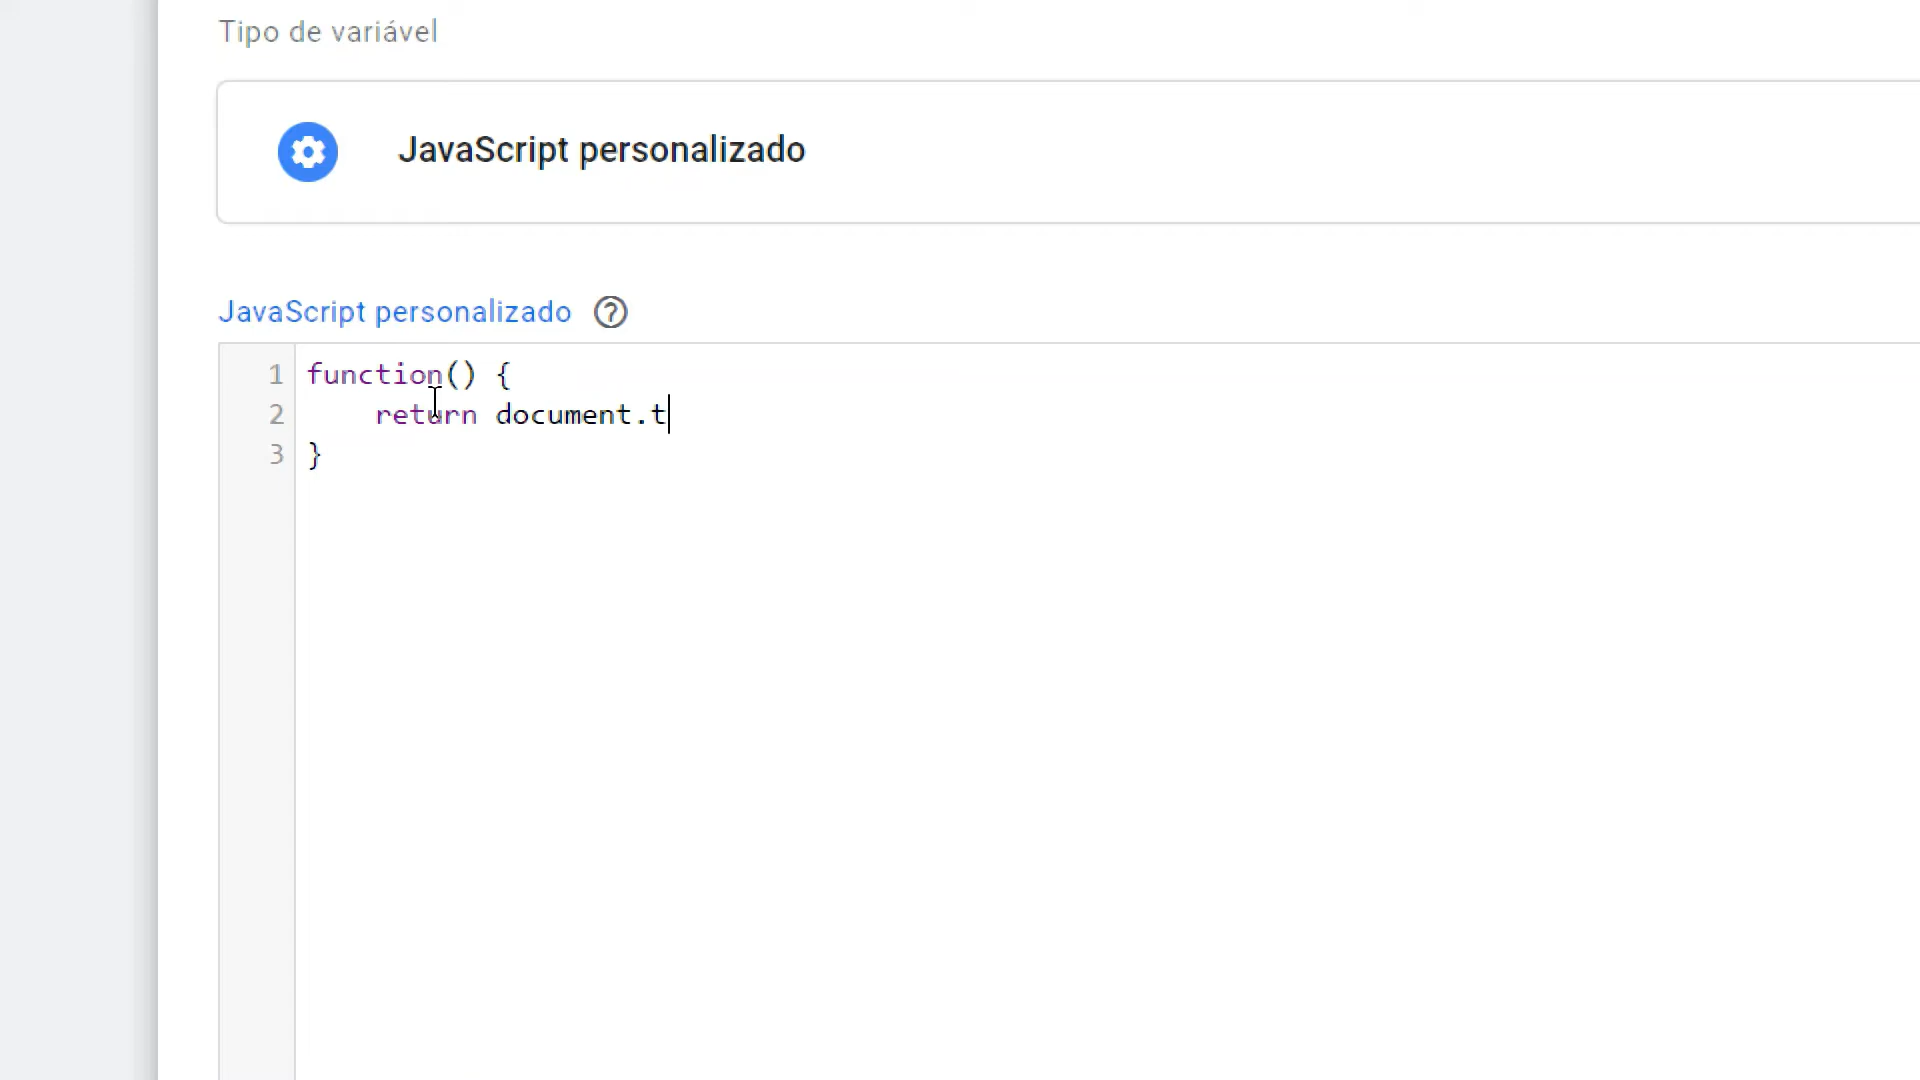 Tipo de variável
JavaScript personalizado
JavaScript personalizado ?
1 function() {
2 return document.t
3 }